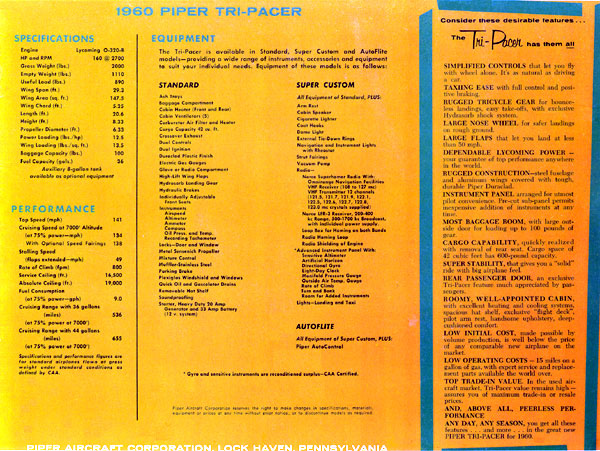 1960 PIPER TRI-PACER
SPECIFICATIONS
Engine Lycoming O-320-B
HP and RPM 160 @ 2700
Gross Weight (lbs.) 2000
Empty Weight (lbs.) 1110
Useful Load (lbs.) 890
Wing Span (ft.) 29.3
Wing Area (sq. ft.) 147.5
Wing Chord (ft.) 5.25
Length (ft.) 20.6
Height (ft.) 8.33
Propeller Diameter (ft.) 6.33
Power Loading (lbs./hp) 12.5
Wing Loading (lbs./sq. ft.) 13.5
Baggage Capacity (lbs.) 100
Fuel Capacity (gals.) 36
Auxiliary 8-gallon tank
available as optional equipment
PERFORMANCE
Top Speed (mph) 141
Cruising Speed at 7000' Altitude
(at 75% power—mph) 134
With Optional Speed Fairings 138
Stalling Speed
(flaps extended—mph) 49
Rate of Climb (fpm) 800
Service Ceiling (ft.) 16,500
Absolute Ceiling (ft.) 19,000
Fuel Consumption
(at 75% power—gph) 9.0
Cruising Range with 36 gallons
(miles) 536
(at 75% power at 7000')
Cruising Range with 44 gallons
(miles) 655
(at 75% power at 7000')
Specifications and performance figures are
for standard airplanes flown at gross
weight under standard conditions as
defined by CAA.
EQUIPMENT
The Tri-Pacer is available in Standard, Super Custom and AutoFlite
models—providing a wide range of instruments, accessories and equipment
to suit your individual needs. Equipment of these models is as follows:
STANDARD
Ash Trays
Baggage Compartment
Cabin Heater (Front and Rear)
Cabin Ventilators (5)
Carburetor Air Filter and Heater
Cargo Capacity 42 cu. ft.
Crossover Exhaust
Dual Controls
Dual Ignition
Duraclad Plastic Finish
Electric Gas Gauges
Glove or Radio Compartment
High-Lift Wing Flaps
Hydrasorb Landing Gear
Hydraulic Brakes
Individually Adjustable
Front Seats
Instruments
Airspeed
Altimeter
Ammeter
Compass
Oil Press. and Temp.
Recording Tachometer
Locks—Door and Window
Metal Sensenich Propeller
Mixture Control
Muffler-Stainless Steel
Parking Brake
Plexiglas Windshield and Windows
Quick Oil and Gascolator Drains
Removable Hat Shelf
Soundproofing
Starter, Heavy Duty 20 Amp
Generator and 33 Amp Battery
(12 v. system)
SUPER CUSTOM
All Equipment of Standard, PLUS:
Arm Rest
Cabin Speaker
Cigarette Lighter
Coat Hooks
Dome Light
External Tie-Down Rings
Navigation and Instrument Lights
with Rheostat
Strut Fairings
Vacuum Pump
Radio—
Narco Superhomer Radio With
Omnirange Navigation Facilities
VHF Receiver (108 to 127 mc)
VHF Transmitter 12 channels
Narco LFR-3 Receiver, 200-400
kc Range, 500-1700 kc Broadcast,
with individual power supply
Loop Box for Homing on both Bands
Radio Homing Loop
Radio Shielding of Engine
*Advanced Instrument Panel With:
Sensitive Altimeter
Artificial Horizon
Directional Gyro
Eight-Day Clock
Manifold Pressure Gauge
Outside Air Temp. Gauge
Rate of Climb
Turn and Bank
Room for Added Instruments
Lights—Landing and Taxi
AUTOFLITE
All Equipment of Super Custom, PLUS:
Piper AutoControl
* Gyro and sensitive instruments are reconditioned surplus—CAA Certified.
Piper Aircraft Corporation reserves the right to make changes in specifications, materials,
equipment or prices at any time without prior notice, or to discontinue models as required.
PIPER AIRCRAFT CORPORATION, LOCK HAVEN, PENNSYLVANIA
Consider these desirable features . . .
The Tri-Pacer has them all
SIMPLIFIED CONTROLS that let you fly
with wheel alone. It's as natural as driving
a car.
TAXIING EASE with full control and positive braking.
RUGGED TRICYCLE GEAR for bounceless landings, easy take-offs, with exclusive
Hydrasorb shock system.
LARGE NOSE WHEEL for safer landings
on rough ground.
LARGE FLAPS that let you land at less
than 50 mph.
DEPENDABLE LYCOMING POWER —
your guarantee of top performance anywhere
in the world.
RUGGED CONSTRUCTION—steel fuselage
and aluminum wings covered with tough,
durable Piper Duraclad.
INSTRUMENT PANEL arranged for utmost
pilot convenience. Pre-cut sub-panel permits
inexpensive addition of instruments at any
time.
MOST BAGGAGE ROOM, with large outside door for loading up to 100 pounds of
gear.
CARGO CAPACITY, quickly realized
with removal of rear seat. Cargo space of
42 cubic feet has 600-pound capacity.
SUPER STABILITY, that gives you a "solid"
ride with big airplane feel.
REAR PASSENGER DOOR, an exclusive
Tri-Pacer feature much appreciated by passengers.
ROOMY, WELL-APPOINTED CABIN,
with excellent heating and cooling systems,
spacious hat shelf, exclusive "flight deck",
pilot arm rest, handsome upholstery, deep-
cushioned comfort.
LOW INITIAL COST, made possible by
volume production, is well below the price
of any comparable new airplane on the
market.
LOW OPERATING COSTS — 15 miles on a
gallon of gas, with expert service and replacement parts available the world over.
TOP TRADE-IN VALUE. In the used aircraft market. Tri-Pacer value remains high—
assures you of maximum trade-in or resale
prices.
AND, ABOVE ALL, PEERLESS PERFORMANCE
ANY DAY, ANY SEASON, you get all these
features . . . and more . . . in the great new
PIPER TRI-PACER for 1960.